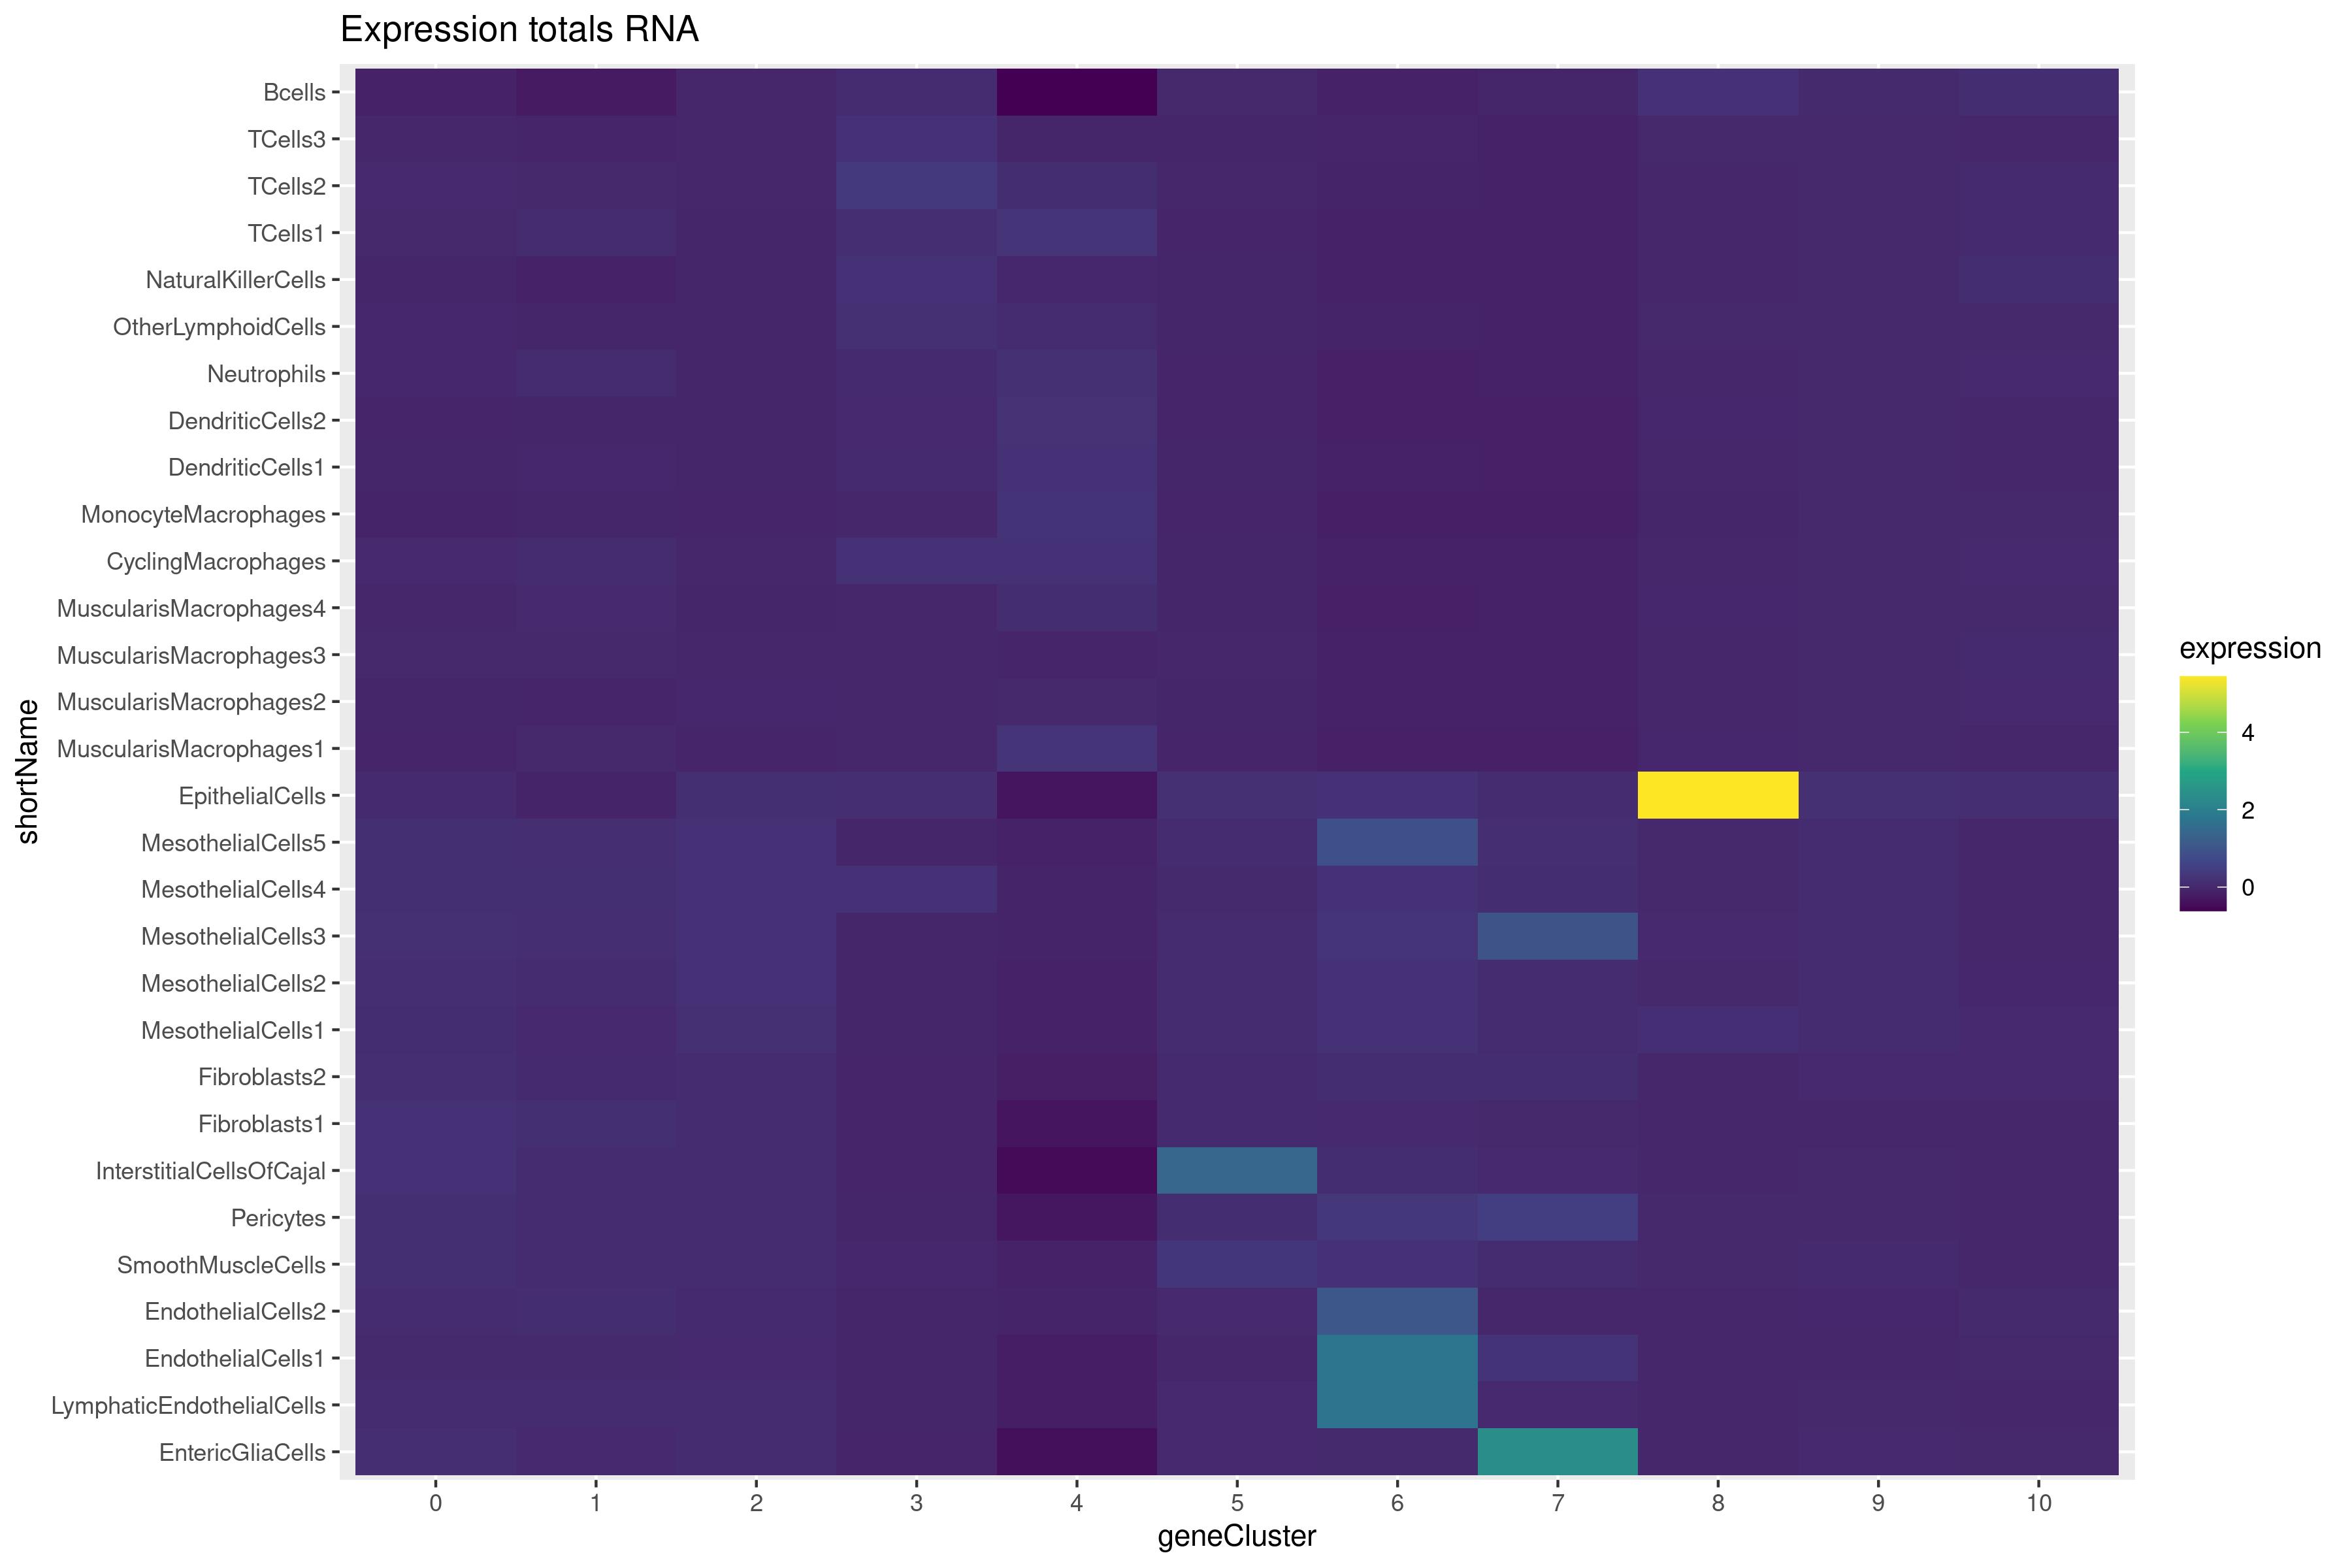 Expression totals RNA
Bcells
TCells3
TCells2
TCells1
NaturalKillerCells
OtherLymphoidCells
Neutrophils
DendriticCells2
DendriticCells1
MonocyteMacrophages
CyclingMacrophages
MuscularisMacrophages4
MuscularisMacrophages3
MuscularisMacrophages2
MuscularisMacrophages1
EpithelialCells
MesothelialCells5
MesothelialCells4
MesothelialCells3
MesothelialCells2
MesothelialCells1
Fibroblasts2
Fibroblasts1
InterstitialCellsOfCajal
Pericytes
SmoothMuscleCells
EndothelialCells2
EndothelialCells1
LymphaticEndothelialCells
EntericGliaCells
shortName
0 1 2 3 4 5 6 7 8 9 10
geneCluster
expression
4
2
0